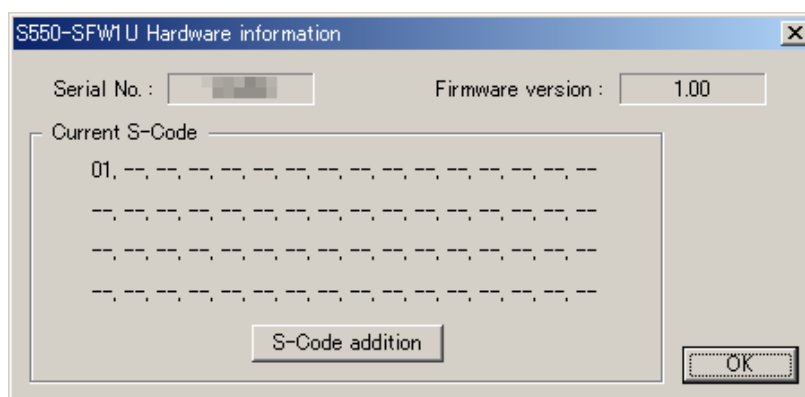 S550-SFW1U Hardware information
Serial No. :
Firmware version : 1.00
Current S-Code
01, --, --, --, --, --, --, --, --, --, --, --, --, --, --, --
--, --, --, --, --, --, --, --, --, --, --, --, --, --, --, --
--, --, --, --, --, --, --, --, --, --, --, --, --, --, --, --
--, --, --, --, --, --, --, --, --, --, --, --, --, --, --, --
S-Code addition
OK